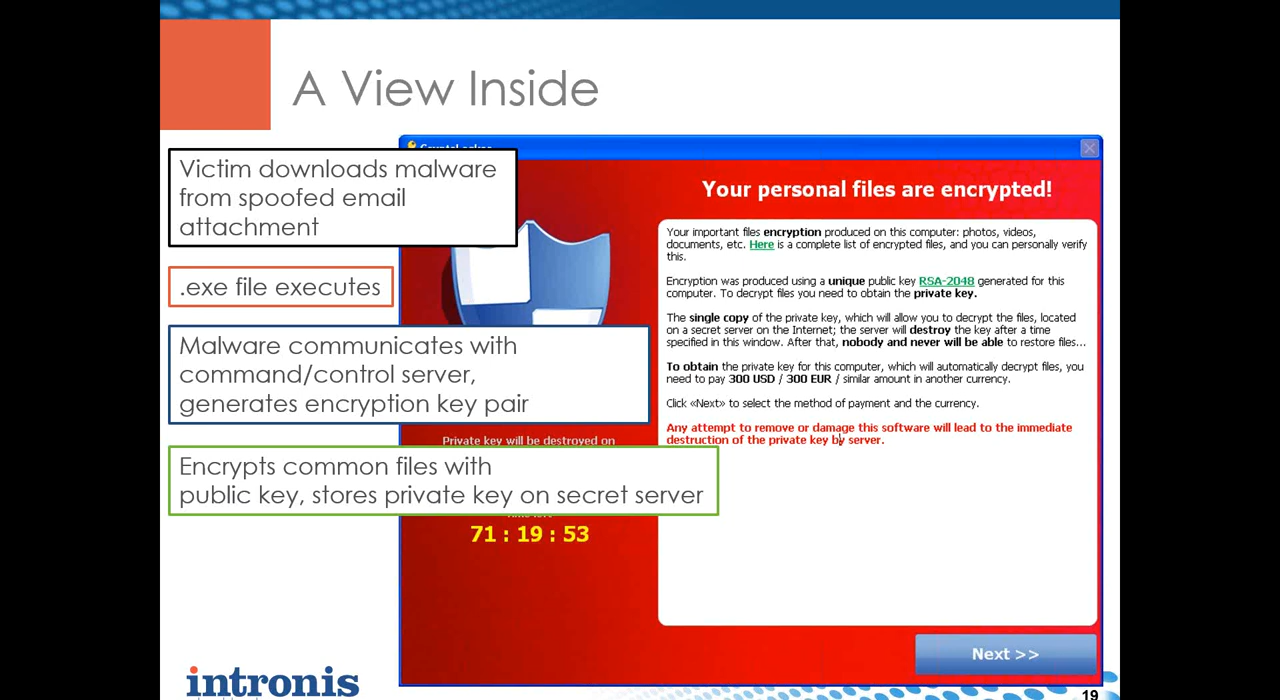 A View Inside
Victim downloads malware
from spoofed email
attachment
.exe file executes
Malware communicates with
command/control server,
generates encryption key pair
Encrypts common files with
public key, stores private key on secret server
Your personal files are encrypted!
Your important files encryption produced on this computer: photos, videos,
documents, etc. Here is a complete list of encrypted files, and you can personally verify
this.
Encryption was produced using a unique public key RSA-2048 generated for this
computer. To decrypt files you need to obtain the private key.
The single copy of the private key, which will allow you to decrypt the files, located
on a secret server on the Internet; the server will destroy the key after a time
specified in this window. After that, nobody and never will be able to restore files...
To obtain the private key for this computer, which will automatically decrypt files, you
need to pay 300 USD / 300 EUR / similar amount in another currency.
Click «Next» to select the method of payment and the currency.
Any attempt to remove or damage this software will lead to the immediate
destruction of the private key by server.
Private key will be destroyed on
71 : 19 : 53
Next >>
intronis
19